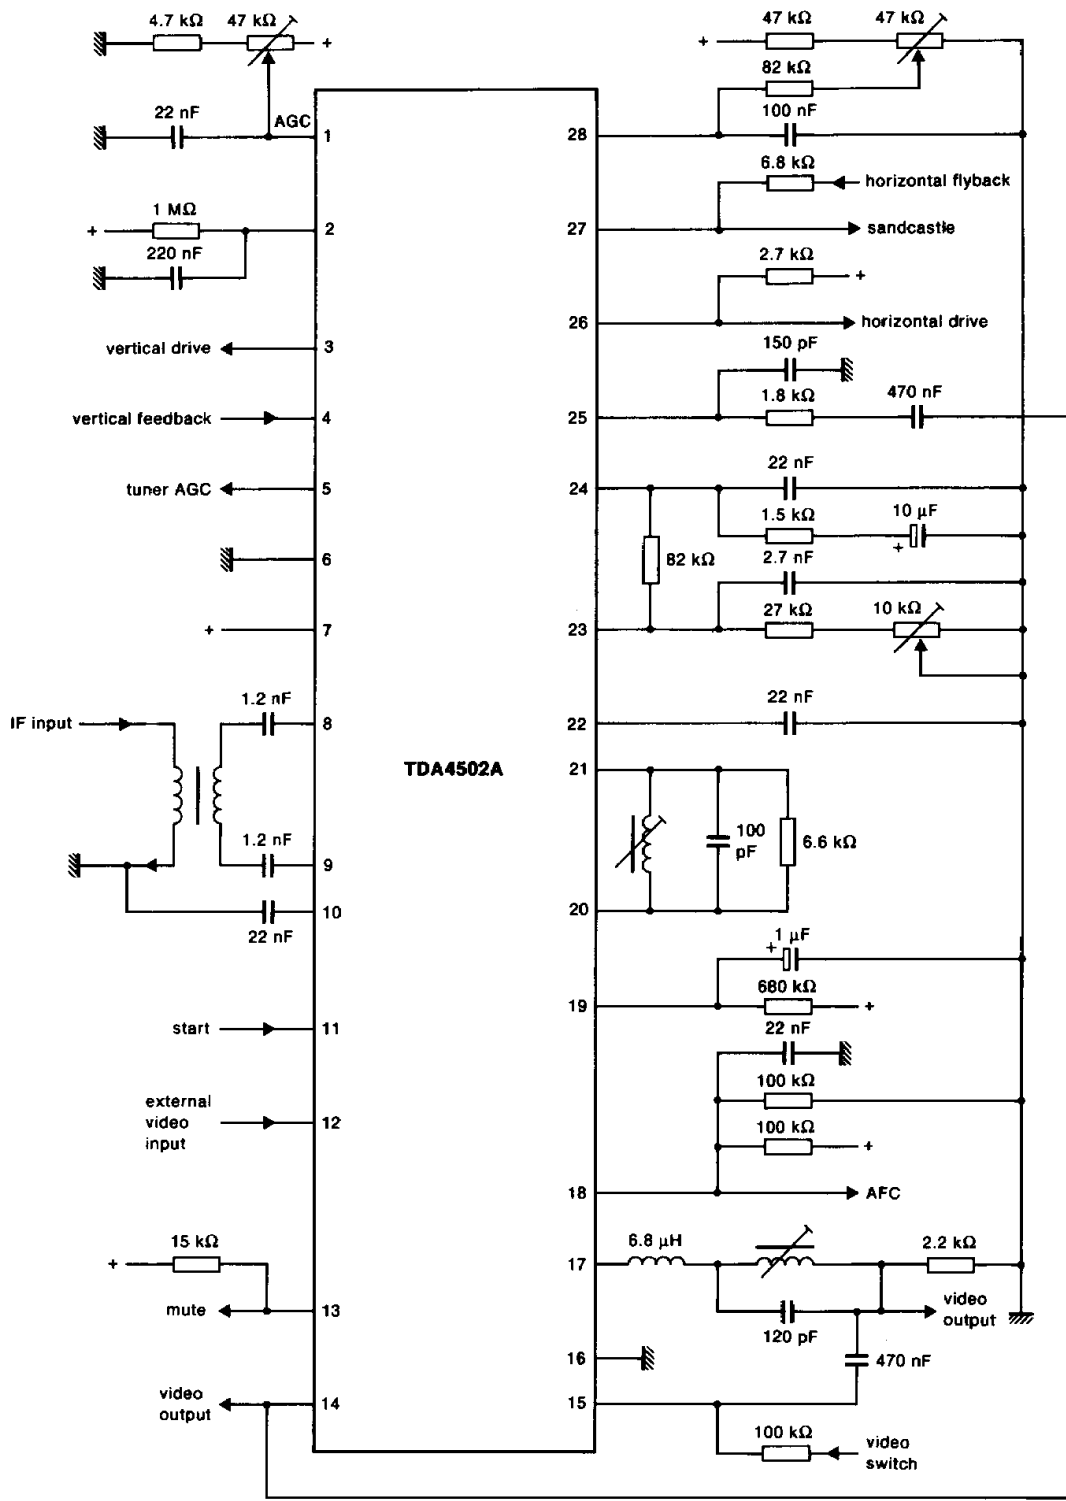 4.7 kΩ 47 kΩ
+
22 nF
AGC
1
1 MΩ
+
2
220 nF
vertical drive
3
vertical feedback
4
tuner AGC
5
6
+
7
1.2 nF
IF input
8
1.2 nF
9
10
22 nF
start
11
external
video
input
12
15 kΩ
+
mute
13
video
output
14
TDA4502A
47 kΩ 47 kΩ
+
82 kΩ
100 nF
28
6.8 kΩ
horizontal flyback
27
sandcastle
2.7 kΩ
+
26
horizontal drive
150 pF
1.8 kΩ
470 nF
25
22 nF
24
1.5 kΩ
10 μF
+
82 kΩ
2.7 nF
27 kΩ
10 kΩ
23
22 nF
22
21
100
pF
6.6 kΩ
20
+ 1 μF
680 kΩ
19
+
22 nF
100 kΩ
100 kΩ
+
18
AFC
6.8 μH
2.2 kΩ
17
video
output
120 pF
16
470 nF
15
100 kΩ
video
switch